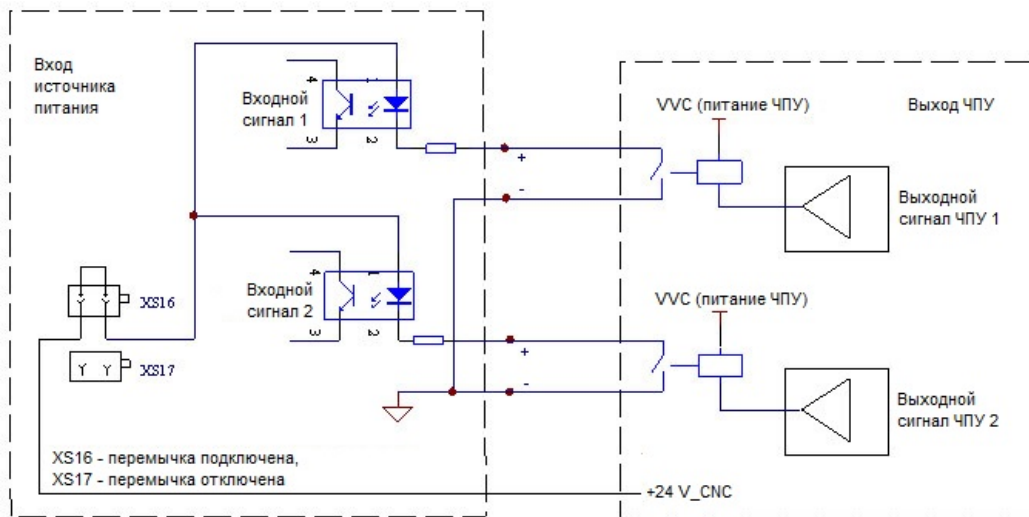 Вход
источника
питания
Входной
сигнал 1
4
1
3
2
+
-
VVC (питание ЧПУ)
Выход ЧПУ
Выходной
сигнал ЧПУ 1
Входной
сигнал 2
4
1
3
2
+
-
VVC (питание ЧПУ)
Выходной
сигнал ЧПУ 2
XS16
XS17
XS16 - перемычка подключена,
XS17 - перемычка отключена
+24 V_CNC